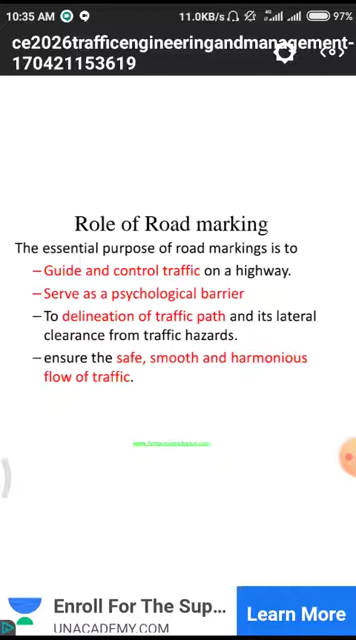 10:35 AM 11.0KB/s 4G 97%
ce2026trafficengineeringandmanagement-
170421153619
Role of Road marking
The essential purpose of road markings is to
–Guide and control traffic on a highway.
–Serve as a psychological barrier
–To delineation of traffic path and its lateral
clearance from traffic hazards.
–ensure the safe, smooth and harmonious
flow of traffic.
Enroll For The Sup...
UNACADEMY.COM
Learn More